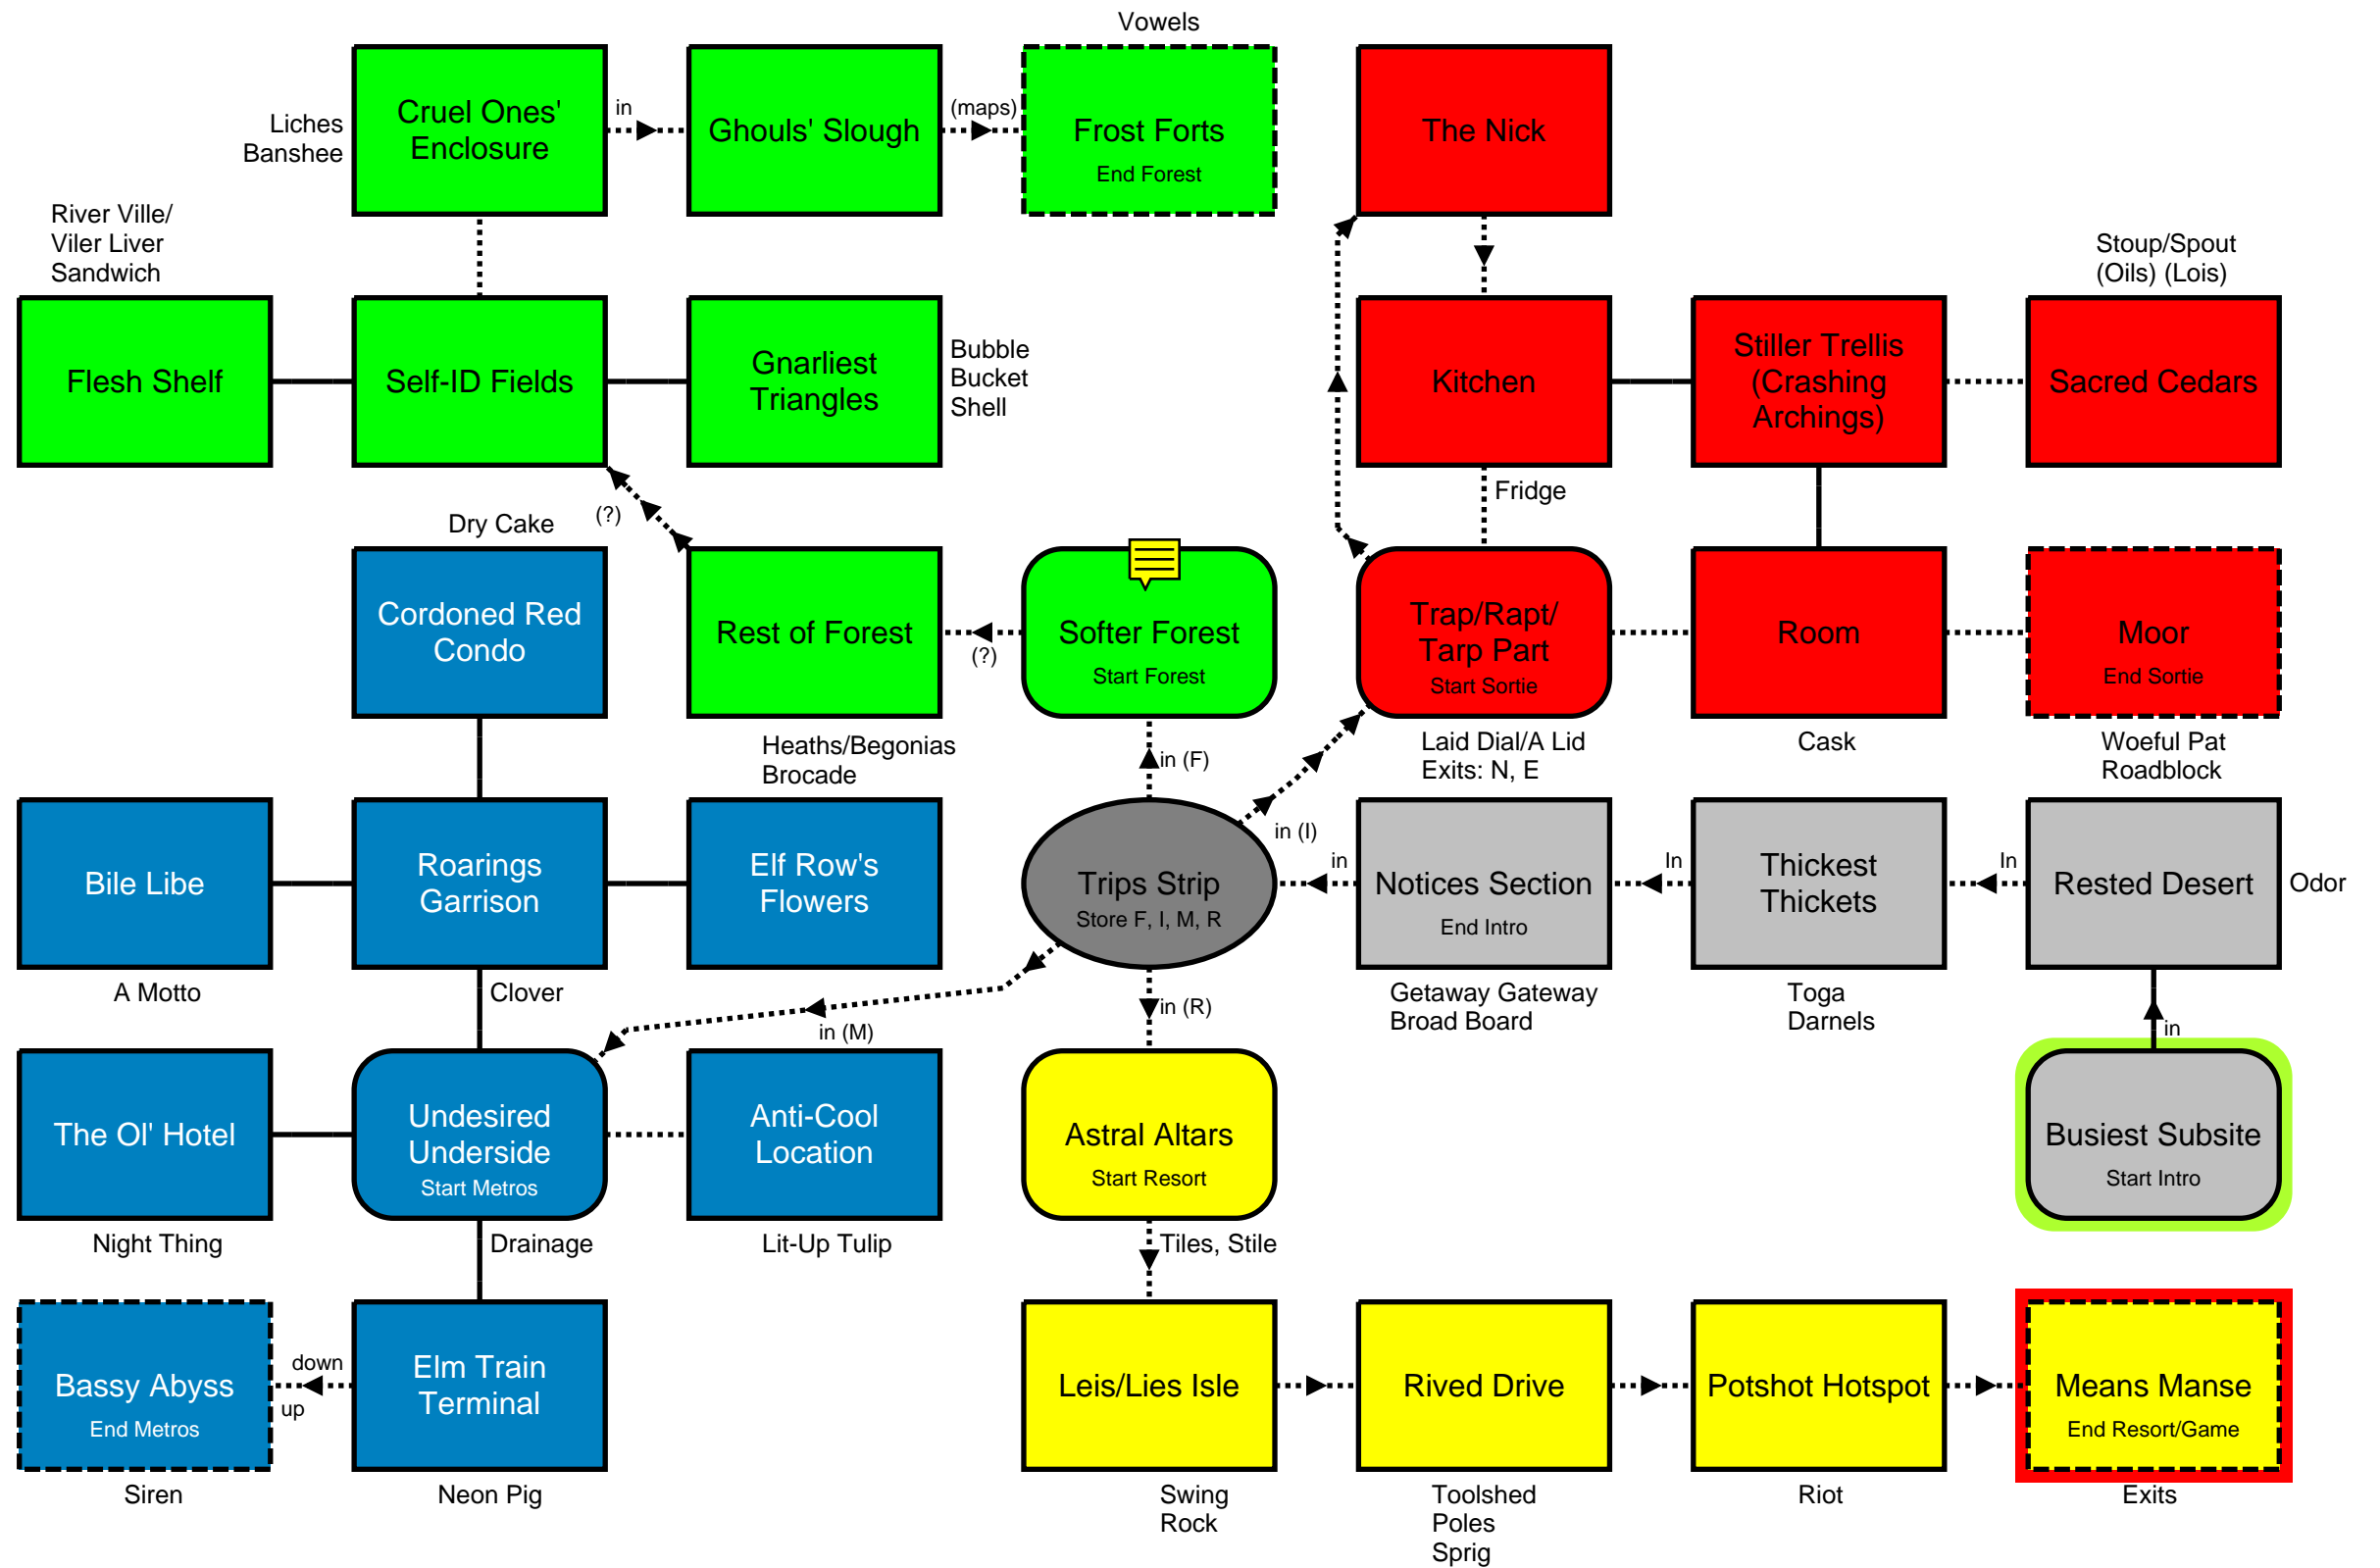 Vowels
Cruel Ones'
Enclosure
in
Ghouls' Slough
(maps)
Frost Forts
End Forest
The Nick
Liches
Banshee
River Ville/
Viler Liver
Sandwich
Stoup/Spout
(Oils) (Lois)
Flesh Shelf
Self-ID Fields
Gnarliest
Triangles
Bubble
Bucket
Shell
Kitchen
Stiller Trellis
(Crashing
Archings)
Sacred Cedars
Fridge
(?)
Dry Cake
Cordoned Red
Condo
Rest of Forest
(?)
Softer Forest
Start Forest
Trap/Rapt/
Tarp Part
Start Sortie
Room
Moor
End Sortie
Heaths/Begonias
Brocade
in (F)
Laid Dial/A Lid
Exits: N, E
Cask
Woeful Pat
Roadblock
in (I)
Bile Libe
Roarings
Garrison
Elf Row's
Flowers
Trips Strip
Store F, I, M, R
in
Notices Section
End Intro
In
Thickest
Thickets
In
Rested Desert
Odor
A Motto
Clover
in (M)
in (R)
Getaway Gateway
Broad Board
Toga
Darnels
in
The Ol' Hotel
Undesired
Underside
Start Metros
Anti-Cool
Location
Astral Altars
Start Resort
Busiest Subsite
Start Intro
Night Thing
Drainage
Lit-Up Tulip
Tiles, Stile
Bassy Abyss
End Metros
down
up
Elm Train
Terminal
Leis/Lies Isle
Rived Drive
Potshot Hotspot
Means Manse
End Resort/Game
Siren
Neon Pig
Swing
Rock
Toolshed
Poles
Sprig
Riot
Exits